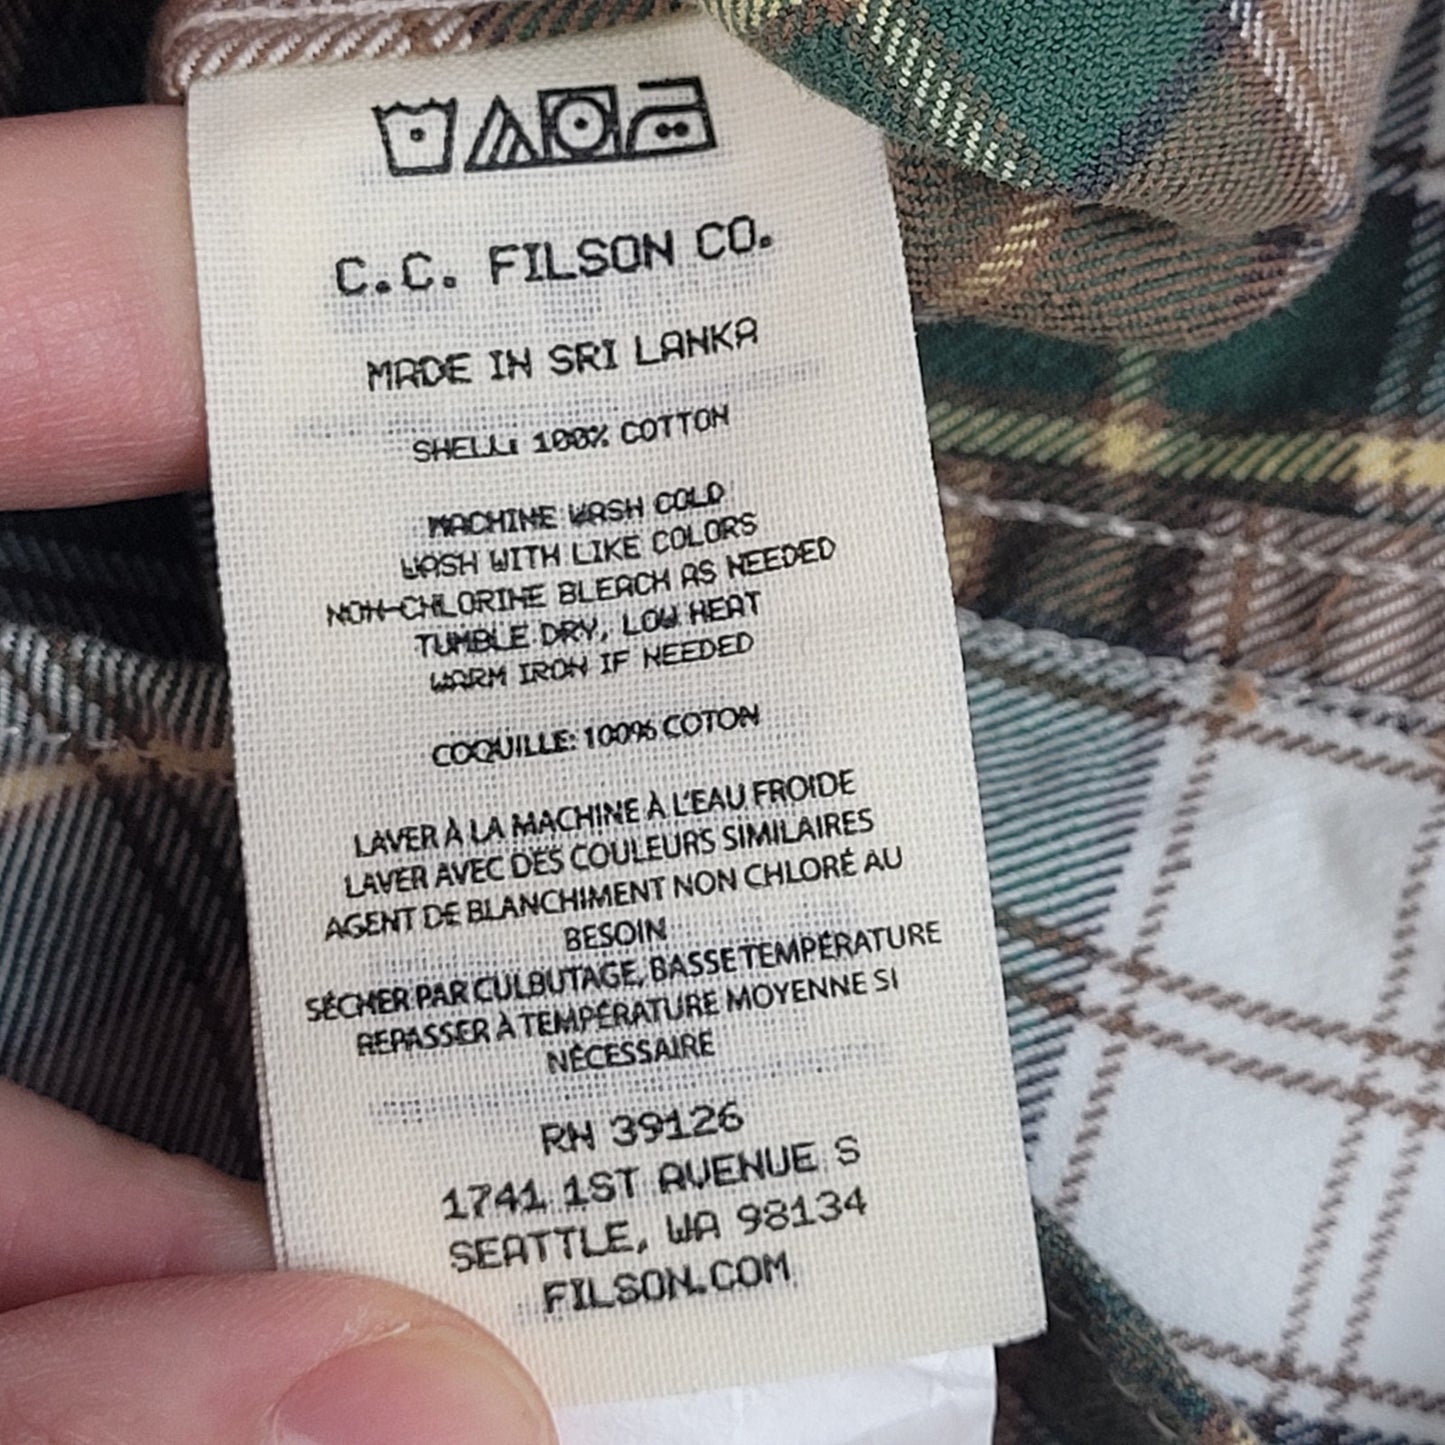 C.C. FILSON CO.
MADE IN SRI LANKA
SHELL: 100% COTTON
MACHINE WASH COLD
WASH WITH LIKE COLORS
NON-CHLORINE BLEACH AS NEEDED
TUMBLE DRY, LOW HEAT
WARM IRON IF NEEDED
COQUILLE: 100% COTON
LAVER À LA MACHINE À L'EAU FROIDE
LAVER AVEC DES COULEURS SIMILAIRES
AGENT DE BLANCHIMENT NON CHLORÉ AU
BESOIN
SÉCHER PAR CULBUTAGE, BASSE TEMPÉRATURE
REPASSER À TEMPÉRATURE MOYENNE SI
NÉCESSAIRE
RN 39126
1741 1ST AVENUE S
SEATTLE, WA 98134
FILSON.COM